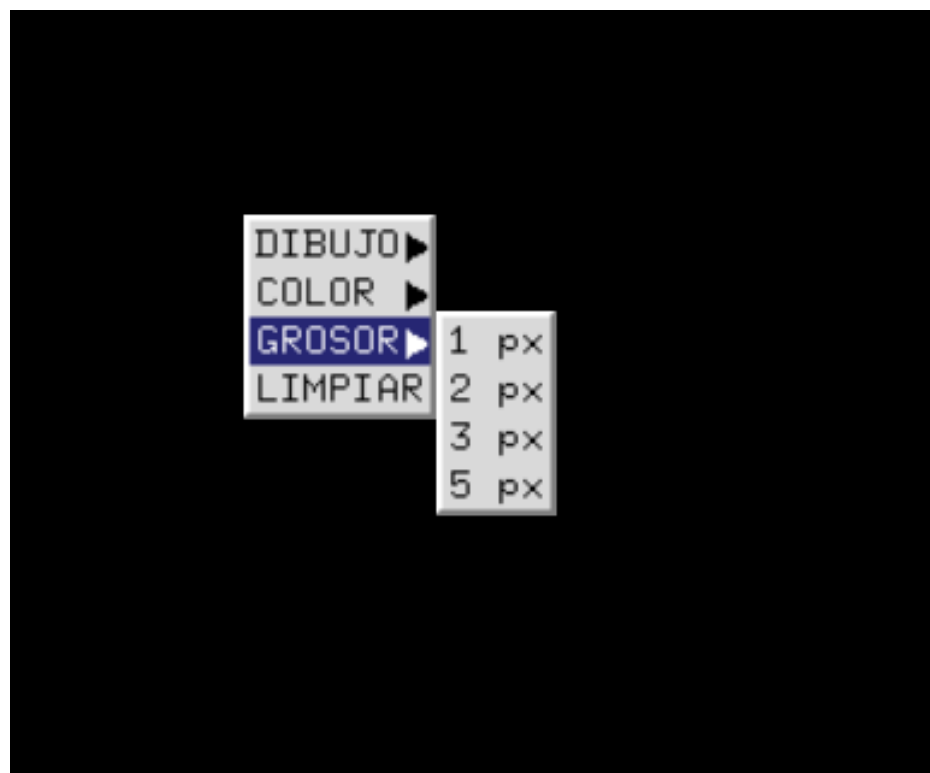 DIBUJO
COLOR
GROSOR
LIMPIAR
1 px
2 px
3 px
5 px